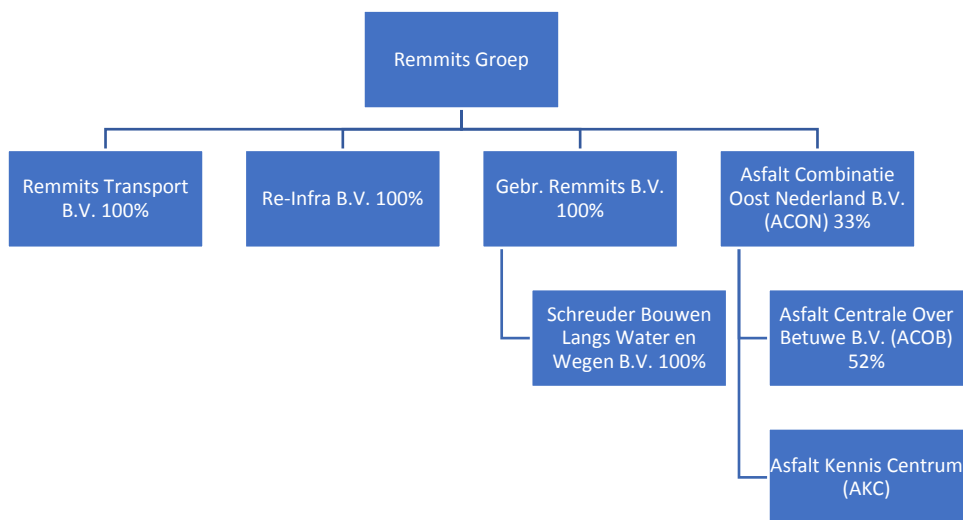 Remmits Groep
Remmits Transport
B.V. 100%
Re-Infra B.V. 100%
Gebr. Remmits B.V.
100%
Asfalt Combinatie
Oost Nederland B.V.
(ACON) 33%
Schreuder Bouwen
Langs Water en
Wegen B.V. 100%
Asfalt Centrale Over
Betuwe B.V. (ACOB)
52%
Asfalt Kennis Centrum
(AKC)